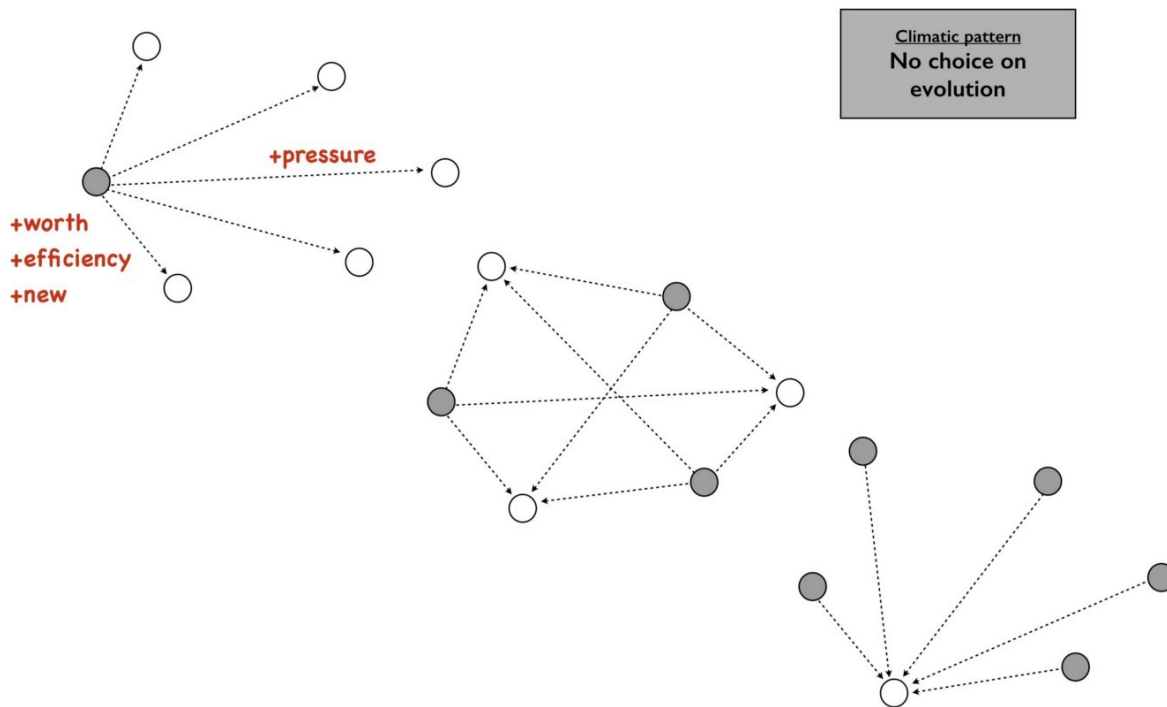 Climatic pattern
No choice on
evolution
+pressure
+worth
+efficiency
+new